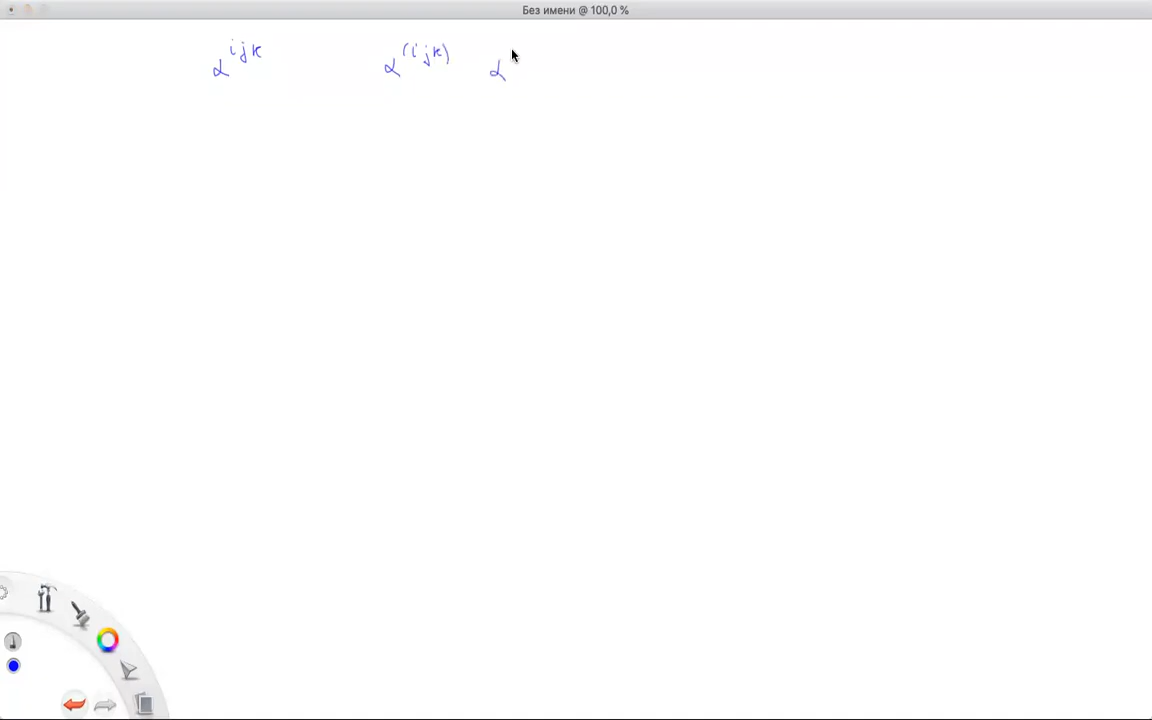 Без имени @ 100,0 %
α^{ijk} α^{(ijk)} α